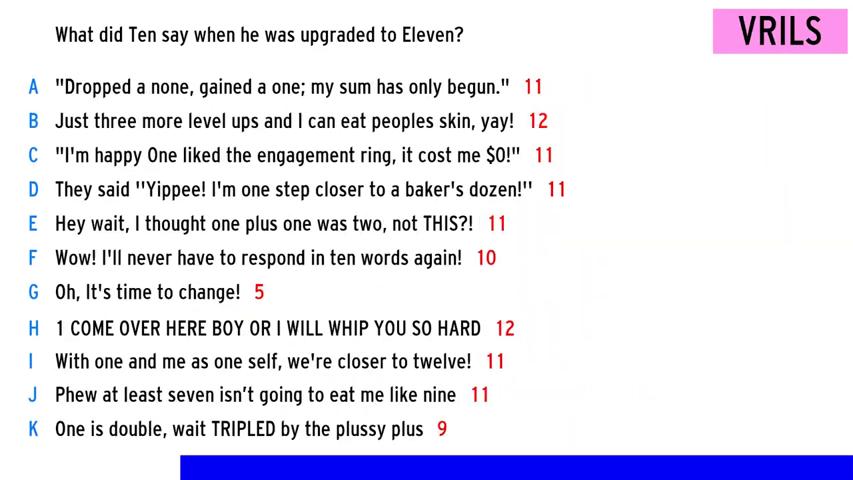 What did Ten say when he was upgraded to Eleven?
VRILS
A "Dropped a none, gained a one; my sum has only begun." 11
B Just three more level ups and I can eat peoples skin, yay! 12
C "I'm happy One liked the engagement ring, it cost me $0!" 11
D They said ''Yippee! I'm one step closer to a baker's dozen!'' 11
E Hey wait, I thought one plus one was two, not THIS?! 11
F Wow! I'll never have to respond in ten words again! 10
G Oh, It's time to change! 5
H 1 COME OVER HERE BOY OR I WILL WHIP YOU SO HARD 12
I With one and me as one self, we're closer to twelve! 11
J Phew at least seven isn’t going to eat me like nine 11
K One is double, wait TRIPLED by the plussy plus 9